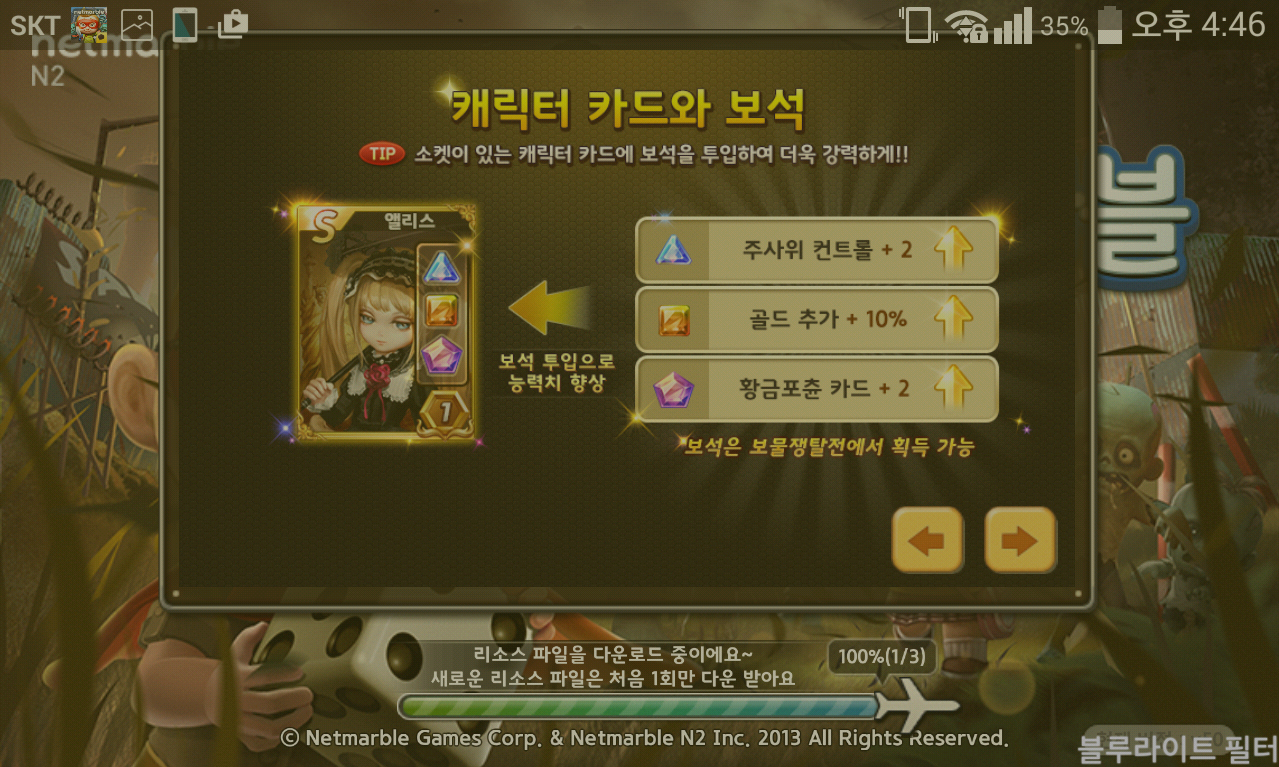 SKT
netmarble
35%
오후 4:46
netmarble
N2
캐릭터 카드와 보석
TIP 소켓이 있는 캐릭터 카드에 보석을 투입하여 더욱 강력하게!!
S 앨리스
1
보석 투입으로
능력치 향상
주사위 컨트롤 + 2
골드 추가 + 10%
황금포츈 카드 + 2
보석은 보물쟁탈전에서 획득 가능
블
리소스 파일을 다운로드 중이에요~
새로운 리소스 파일은 처음 1회만 다운 받아요
100%(1/3)
© Netmarble Games Corp. & Netmarble N2 Inc. 2013 All Rights Reserved.
블루라이트 필터